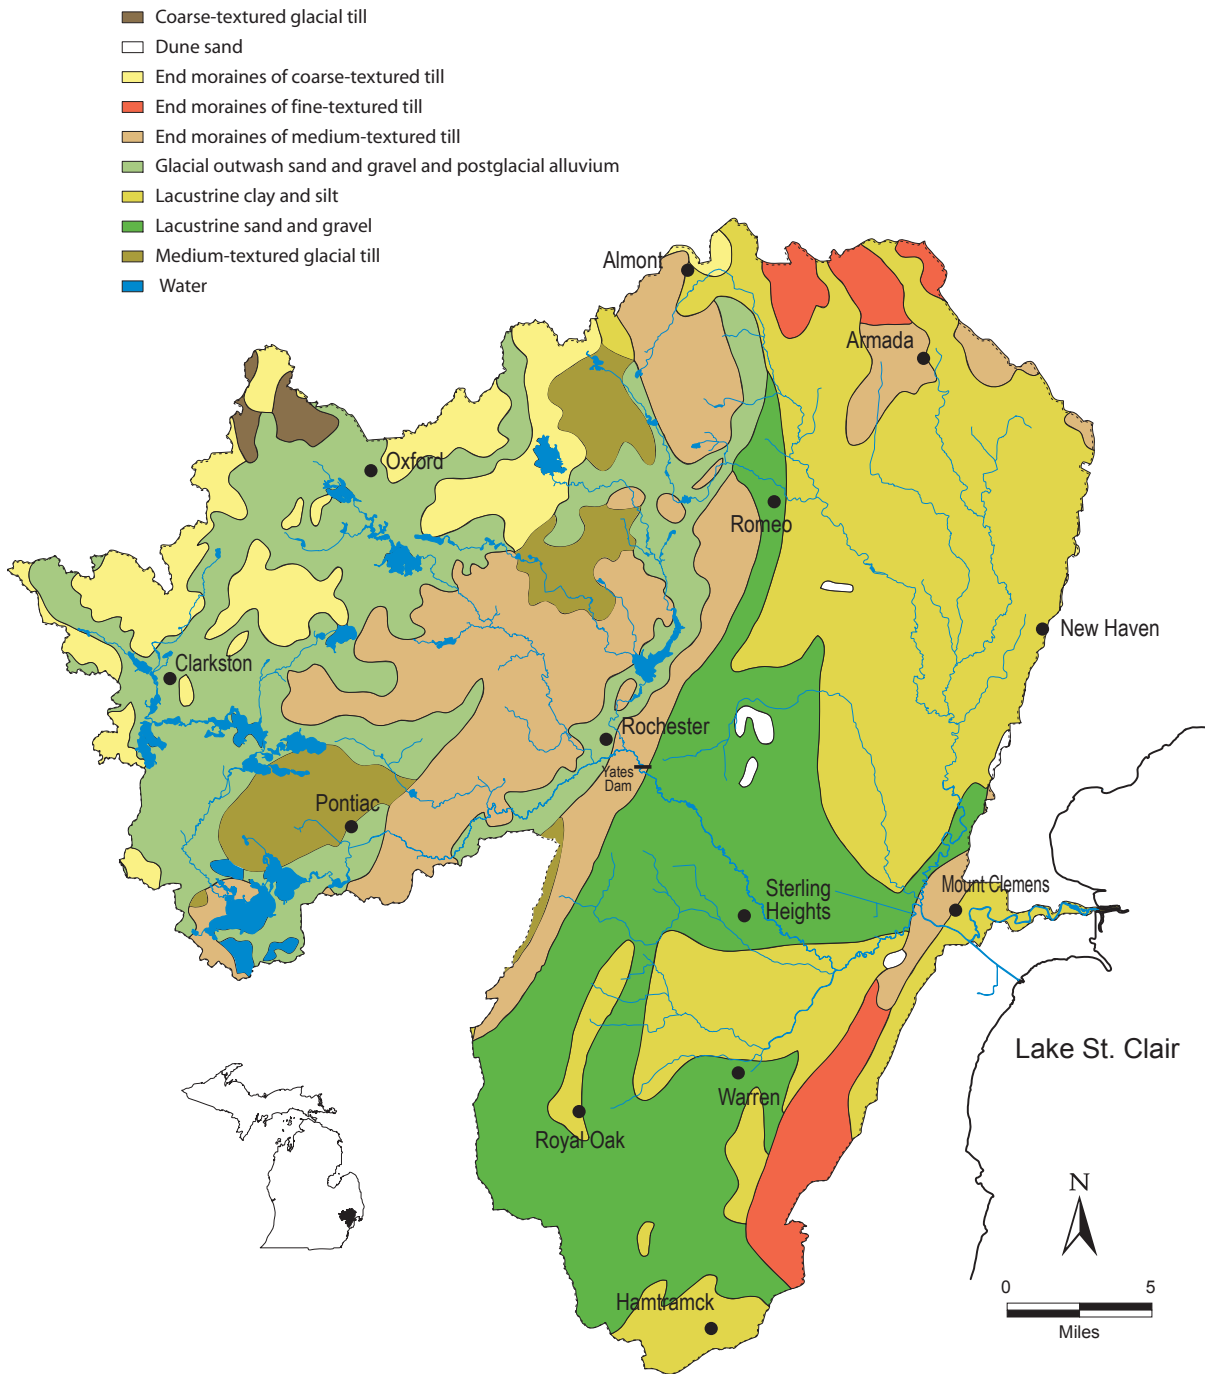 Coarse-textured glacial till
Dune sand
End moraines of coarse-textured till
End moraines of fine-textured till
End moraines of medium-textured till
Glacial outwash sand and gravel and postglacial alluvium
Lacustrine clay and silt
Lacustrine sand and gravel
Medium-textured glacial till
Water
Almont
Armada
Oxford
Romeo
New Haven
Clarkston
Rochester
Yates
Dam
Pontiac
Sterling
Heights
Mount Clemens
Lake St. Clair
Warren
Royal Oak
Hamtramck
N
0 5
Miles